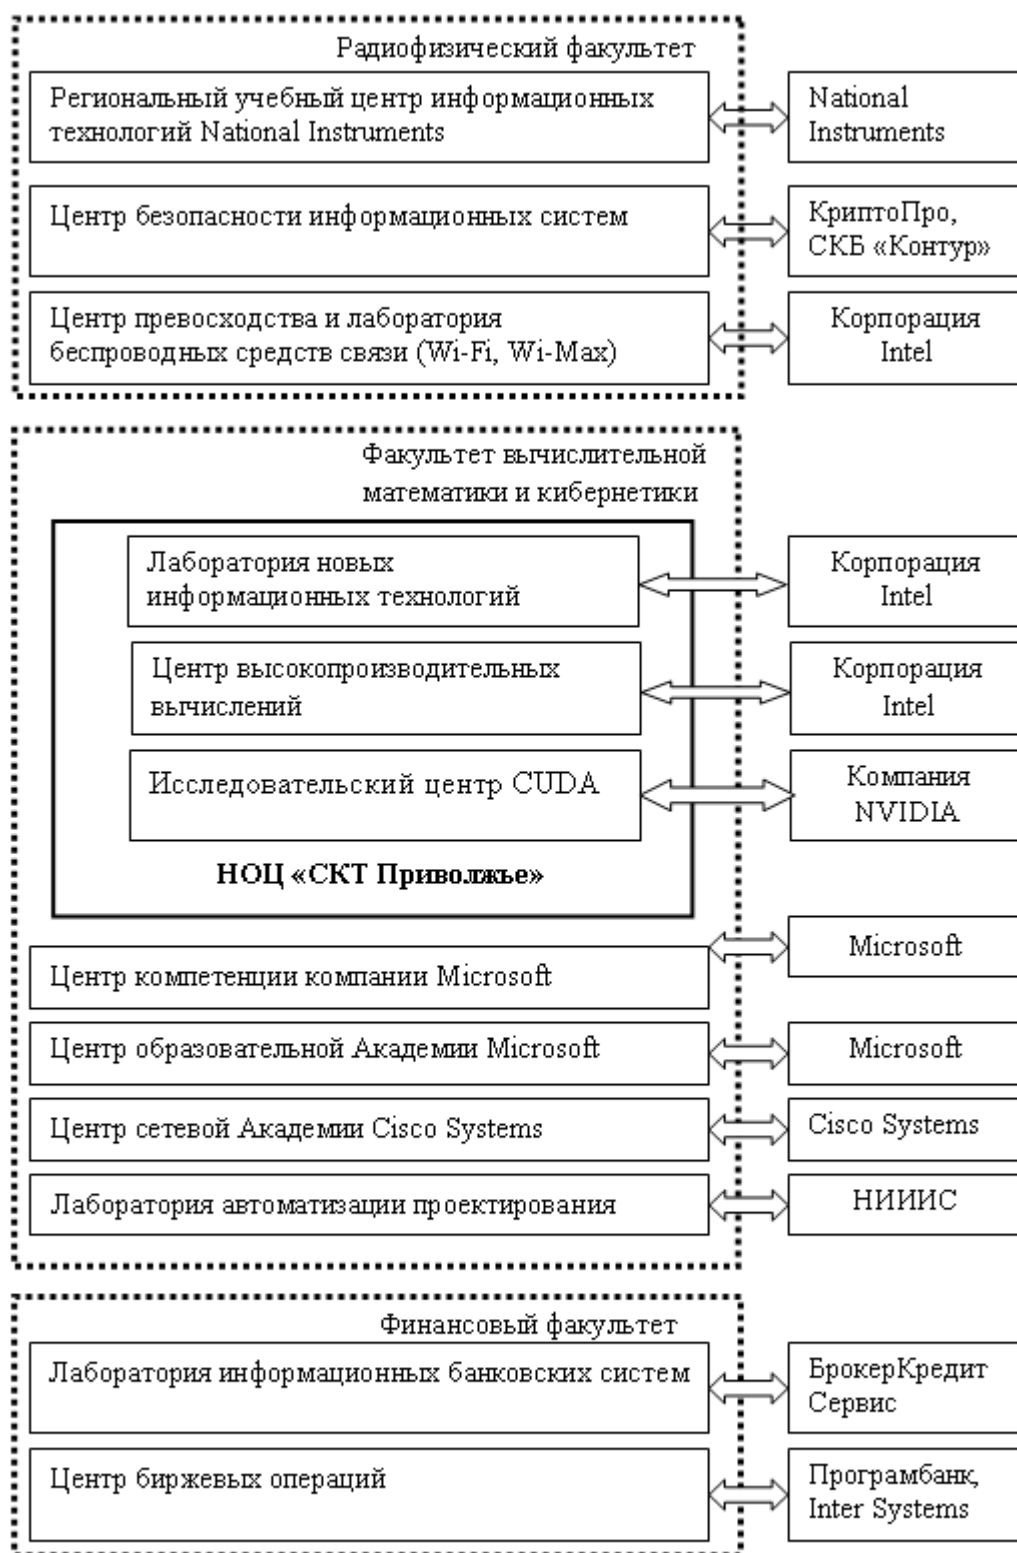 Радиофизический факультет
Региональный учебный центр информационных
технологий National Instruments
National
Instruments
Центр безопасности информационных систем
КриптоПро,
СКБ «Контур»
Центр превосходства и лаборатория
беспроводных средств связи (Wi-Fi, Wi-Max)
Корпорация
Intel
Факультет вычислительной
математики и кибернетики
Лаборатория новых
информационных технологий
Корпорация
Intel
Центр высокопроизводительных
вычислений
Корпорация
Intel
Исследовательский центр CUDA
Компания
NVIDIA
НОЦ «СКТ Приволжье»
Центр компетенции компании Microsoft
Microsoft
Центр образовательной Академии Microsoft
Microsoft
Центр сетевой Академии Cisco Systems
Cisco Systems
Лаборатория автоматизации проектирования
НИИИС
Финансовый факультет
Лаборатория информационных банковских систем
БрокерКредит
Сервис
Центр биржевых операций
Програмбанк,
Inter Systems